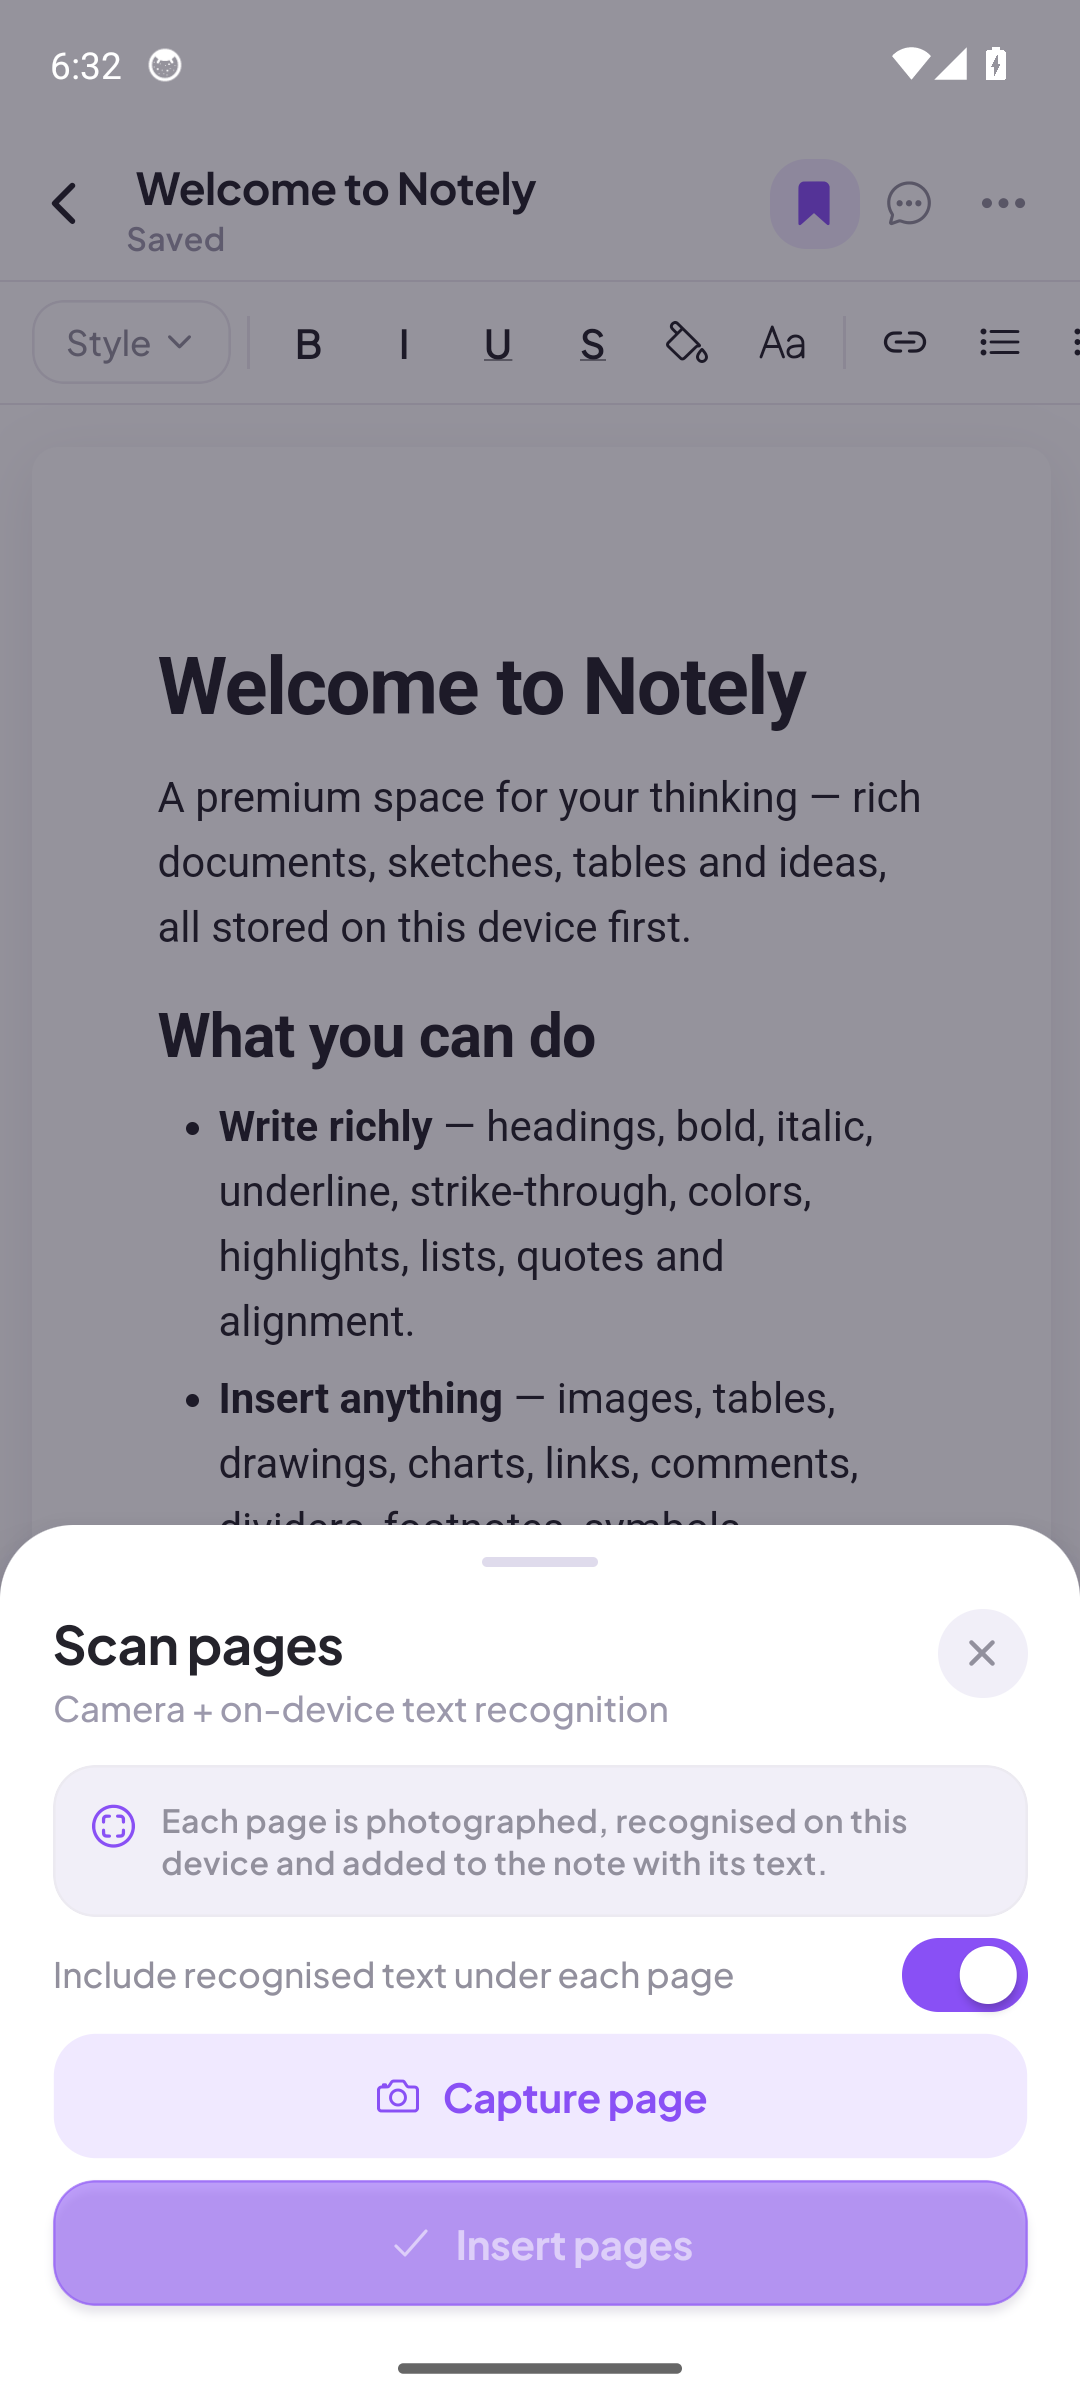 6:32
Welcome to Notely
Saved
Style
B I U S Aa
Welcome to Notely
A premium space for your thinking — rich
documents, sketches, tables and ideas,
all stored on this device first.
What you can do
• Write richly — headings, bold, italic,
underline, strike-through, colors,
highlights, lists, quotes and
alignment.
• Insert anything — images, tables,
drawings, charts, links, comments,
dividers, footnotes, symbols
Scan pages
Camera + on-device text recognition
Each page is photographed, recognised on this
device and added to the note with its text.
Include recognised text under each page
Capture page
Insert pages